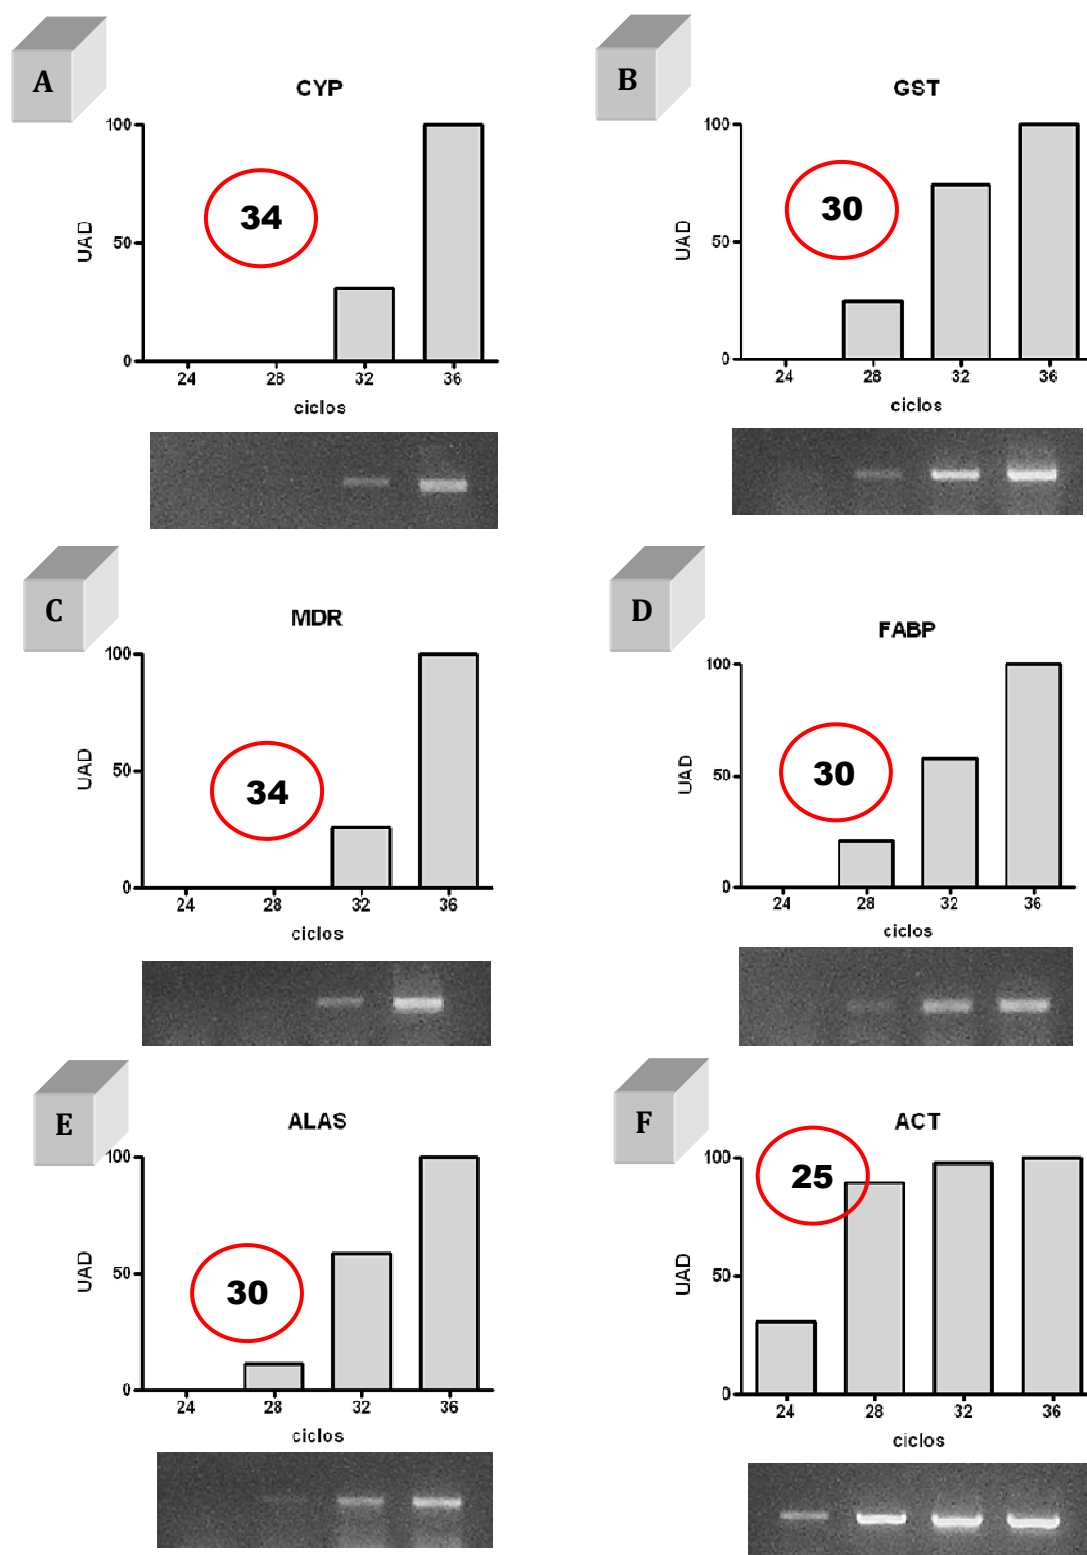 A
CYP
100
50
0
UAD
34
24 28 32 36
ciclos
B
GST
100
50
0
UAD
30
24 28 32 36
ciclos
C
MDR
100
50
0
UAD
34
24 28 32 36
ciclos
D
FABP
100
50
0
UAD
30
24 28 32 36
ciclos
E
ALAS
100
50
0
UAD
30
24 28 32 36
ciclos
F
ACT
100
50
0
UAD
25
24 28 32 36
ciclos